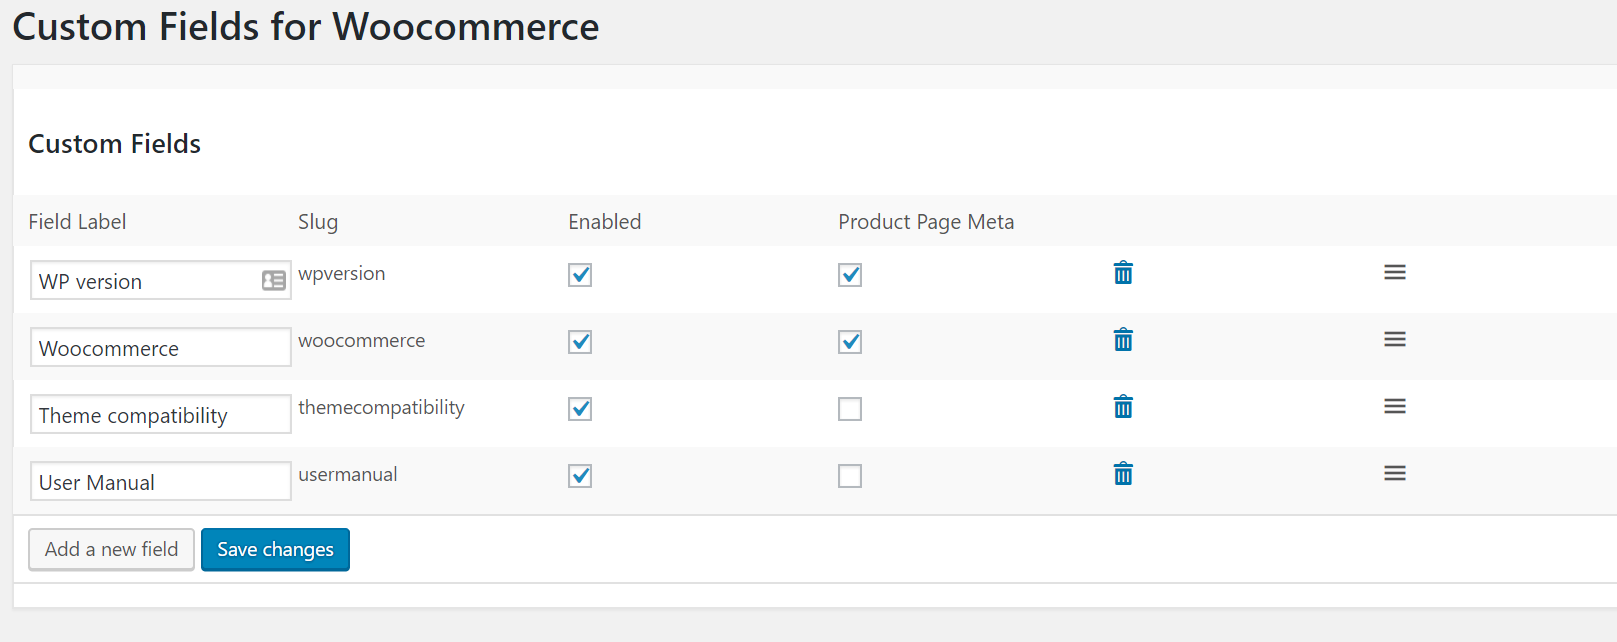 Custom Fields for Woocommerce
Custom Fields
Field Label Slug Enabled Product Page Meta
WP version wpversion
Woocommerce woocommerce
Theme compatibility themecompatibility
User Manual usermanual
Add a new field Save changes